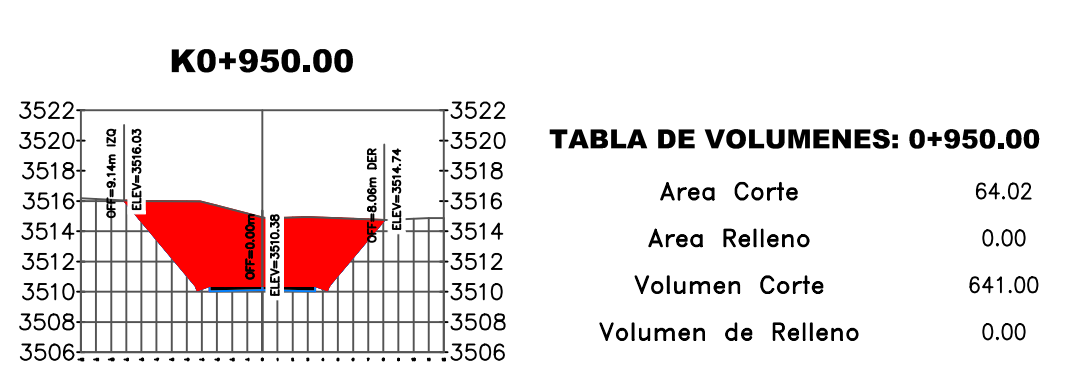 K0+950.00
3522 3522
3520 3520
3518 3518
3516 3516
3514 3514
3512 3512
3510 3510
3508 3508
3506 3506
OFF=9.14m IZQ
ELEV=3516.03
OFF=0.00m
ELEV=3510.38
OFF=8.06m DER
ELEV=3514.74
TABLA DE VOLUMENES: 0+950.00
Area Corte 64.02
Area Relleno 0.00
Volumen Corte 641.00
Volumen de Relleno 0.00